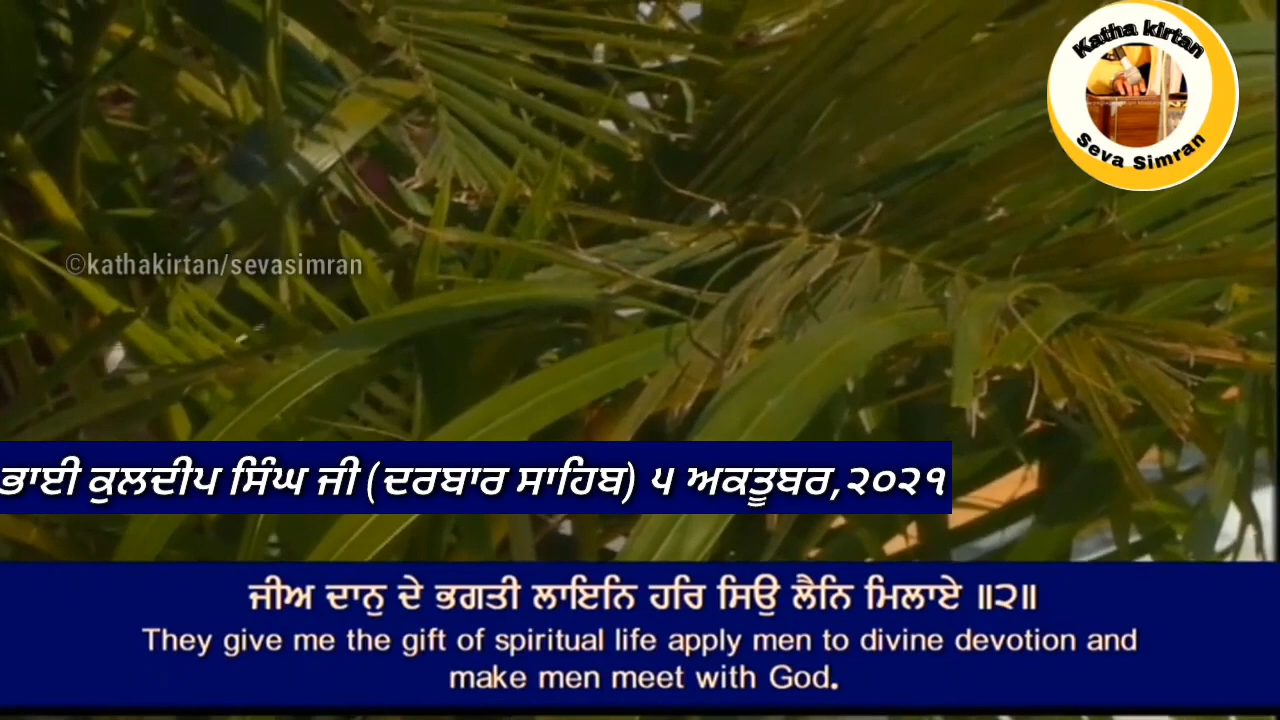 Katha kirtan
Seva Simran
©kathakirtan/sevasimran
ਭਾਈ ਕੁਲਦੀਪ ਸਿੰਘ ਜੀ (ਦਰਬਾਰ ਸਾਹਿਬ) ੫ ਅਕਤੂਬਰ,੨੦੨੧
ਜੀਅ ਦਾਨੁ ਦੇ ਭਗਤੀ ਲਾਇਨਿ ਹਰਿ ਸਿਉ ਲੈਨਿ ਮਿਲਾਏ ॥੨॥
They give me the gift of spiritual life apply men to divine devotion and
make men meet with God.